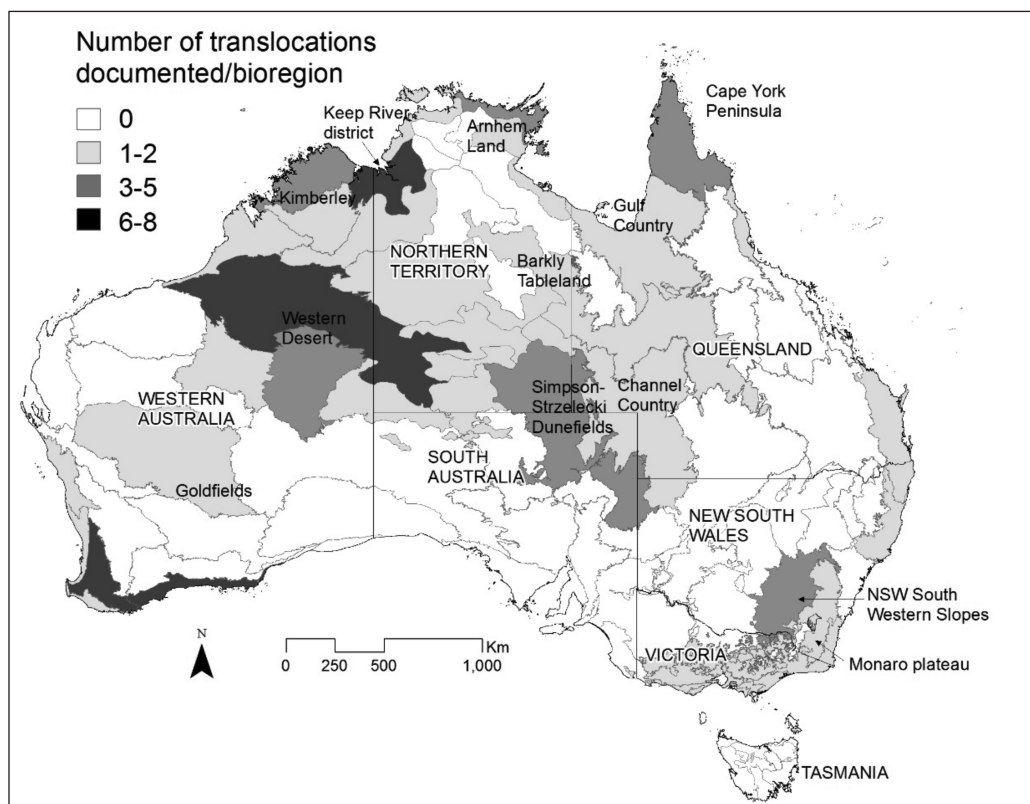 Number of translocations
documented/bioregion
0
1-2
3-5
6-8
Cape York
Peninsula
Keep River
district
Arnhem
Land
Kimberley
Gulf
Country
NORTHERN
TERRITORY
Barkly
Tableland
Western
Desert
QUEENSLAND
Simpson-
Strzelecki
Dunefields
Channel
Country
WESTERN
AUSTRALIA
SOUTH
AUSTRALIA
Goldfields
NEW SOUTH
WALES
NSW South
Western Slopes
N
Km
0 250 500 1,000
VICTORIA
Monaro plateau
TASMANIA